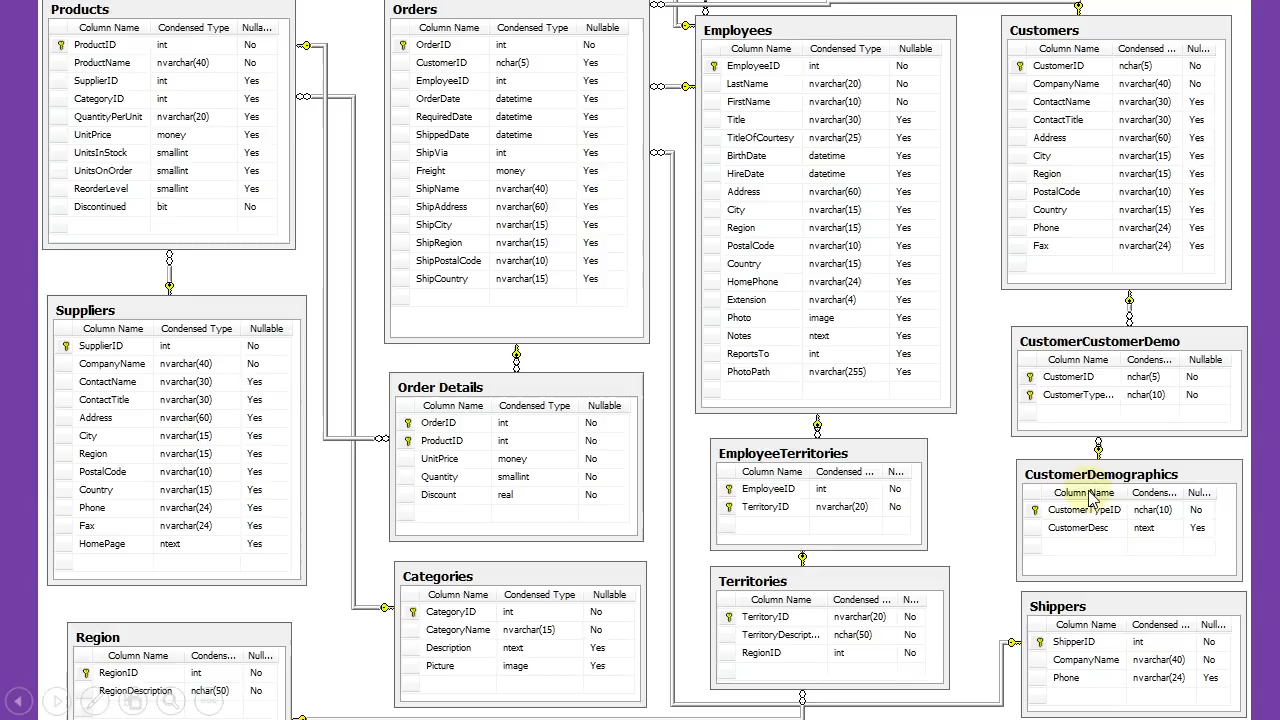 Products
Column Name Condensed Type Nulla...
ProductID int No
ProductName nvarchar(40) No
SupplierID int Yes
CategoryID int Yes
QuantityPerUnit nvarchar(20) Yes
UnitPrice money Yes
UnitsInStock smallint Yes
UnitsOnOrder smallint Yes
ReorderLevel smallint Yes
Discontinued bit No
Suppliers
Column Name Condensed Type Nullable
SupplierID int No
CompanyName nvarchar(40) No
ContactName nvarchar(30) Yes
ContactTitle nvarchar(30) Yes
Address nvarchar(60) Yes
City nvarchar(15) Yes
Region nvarchar(15) Yes
PostalCode nvarchar(10) Yes
Country nvarchar(15) Yes
Phone nvarchar(24) Yes
Fax nvarchar(24) Yes
HomePage ntext Yes
Region
Column Name Condens... Null...
RegionID int No
RegionDescription nchar(50) No
Orders
Column Name Condensed Type Nullable
OrderID int No
CustomerID nchar(5) Yes
EmployeeID int Yes
OrderDate datetime Yes
RequiredDate datetime Yes
ShippedDate datetime Yes
ShipVia int Yes
Freight money Yes
ShipName nvarchar(40) Yes
ShipAddress nvarchar(60) Yes
ShipCity nvarchar(15) Yes
ShipRegion nvarchar(15) Yes
ShipPostalCode nvarchar(10) Yes
ShipCountry nvarchar(15) Yes
Order Details
Column Name Condensed Type Nullable
OrderID int No
ProductID int No
UnitPrice money No
Quantity smallint No
Discount real No
Categories
Column Name Condensed Type Nullable
CategoryID int No
CategoryName nvarchar(15) No
Description ntext Yes
Picture image Yes
Employees
Column Name Condensed Type Nullable
EmployeeID int No
LastName nvarchar(20) No
FirstName nvarchar(10) No
Title nvarchar(30) Yes
TitleOfCourtesy nvarchar(25) Yes
BirthDate datetime Yes
HireDate datetime Yes
Address nvarchar(60) Yes
City nvarchar(15) Yes
Region nvarchar(15) Yes
PostalCode nvarchar(10) Yes
Country nvarchar(15) Yes
HomePhone nvarchar(24) Yes
Extension nvarchar(4) Yes
Photo image Yes
Notes ntext Yes
ReportsTo int Yes
PhotoPath nvarchar(255) Yes
EmployeeTerritories
Column Name Condensed ... N...
EmployeeID int No
TerritoryID nvarchar(20) No
Territories
Column Name Condensed ... N...
TerritoryID nvarchar(20) No
TerritoryDescript... nchar(50) No
RegionID int No
Customers
Column Name Condensed ... Nul...
CustomerID nchar(5) No
CompanyName nvarchar(40) No
ContactName nvarchar(30) Yes
ContactTitle nvarchar(30) Yes
Address nvarchar(60) Yes
City nvarchar(15) Yes
Region nvarchar(15) Yes
PostalCode nvarchar(10) Yes
Country nvarchar(15) Yes
Phone nvarchar(24) Yes
Fax nvarchar(24) Yes
CustomerCustomerDemo
Column Name Condens... Nullable
CustomerID nchar(5) No
CustomerType... nchar(10) No
CustomerDemographics
Column Name Condens... Nul...
CustomerTypeID nchar(10) No
CustomerDesc ntext Yes
Shippers
Column Name Condensed ... Null...
ShipperID int No
CompanyName nvarchar(40) No
Phone nvarchar(24) Yes